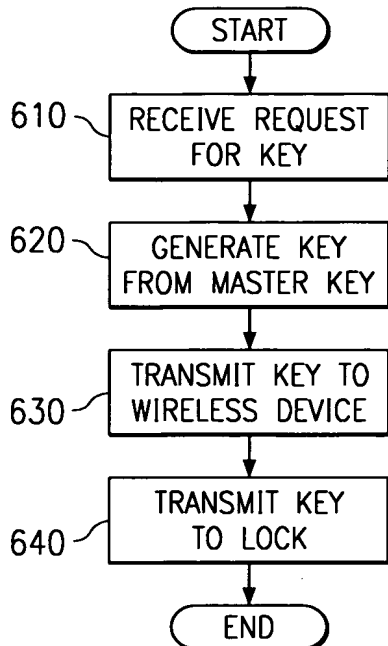 START
610
RECEIVE REQUEST
FOR KEY
620
GENERATE KEY
FROM MASTER KEY
630
TRANSMIT KEY TO
WIRELESS DEVICE
640
TRANSMIT KEY
TO LOCK
END